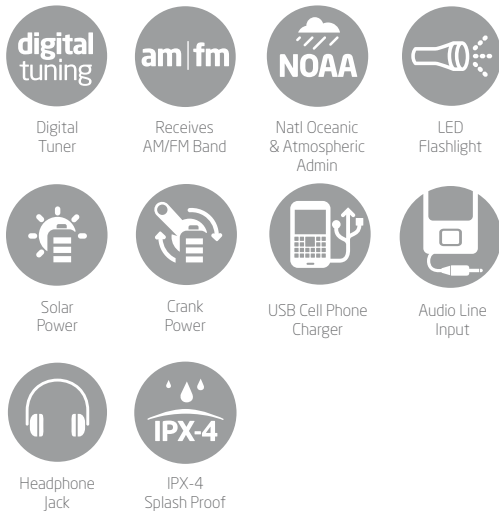 digital
tuning
am|fm
NOAA
Digital
Tuner
Receives
AM/FM Band
Natl Oceanic
& Atmospheric
Admin
LED
Flashlight
Solar
Power
Crank
Power
USB Cell Phone
Charger
Audio Line
Input
IPX-4
Headphone
Jack
IPX-4
Splash Proof